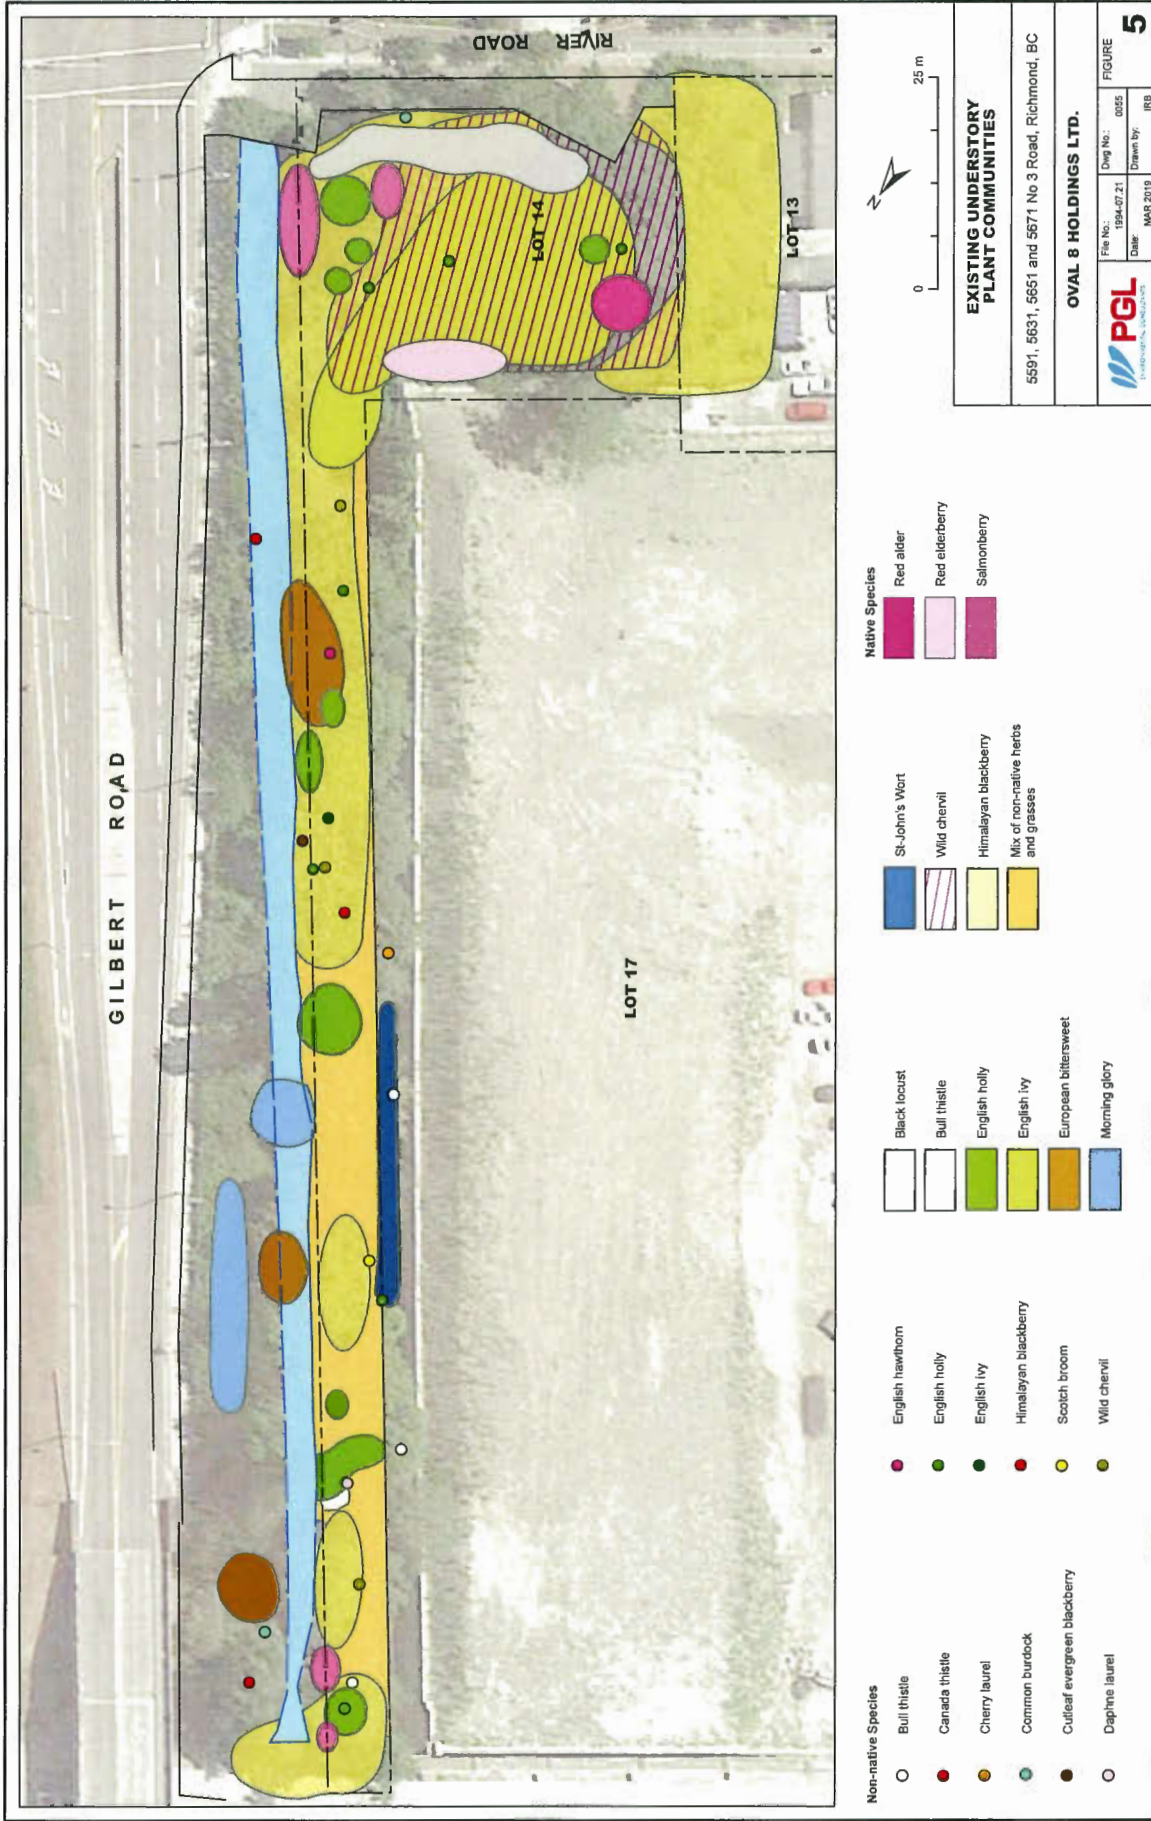 GILBERT ROAD
RIVER ROAD
LOT 14
LOT 13
LOT 17
N
0
25 m
Non-native Species
Bull thistle
Canada thistle
Cherry laurel
Common burdock
Cutleaf evergreen blackberry
Daphne laurel
English hawthorn
English holly
English ivy
Himalayan blackberry
Scotch broom
Wild chervil
Black locust
Bull thistle
English holly
English ivy
European bittersweet
Morning glory
St-John's Wort
Wild chervil
Himalayan blackberry
Mix of non-native herbs
and grasses
Native Species
Red alder
Red elderberry
Salmonberry
EXISTING UNDERSTORY
PLANT COMMUNITIES
5591, 5631, 5651 and 5671 No 3 Road, Richmond, BC
OVAL 8 HOLDINGS LTD.
PGL
ENVIRONMENTAL CONSULTANTS
File No.: 1994-07.21
Dwg No.: 0055
Date: MAR 2019
Drawn by: IRB
FIGURE
5